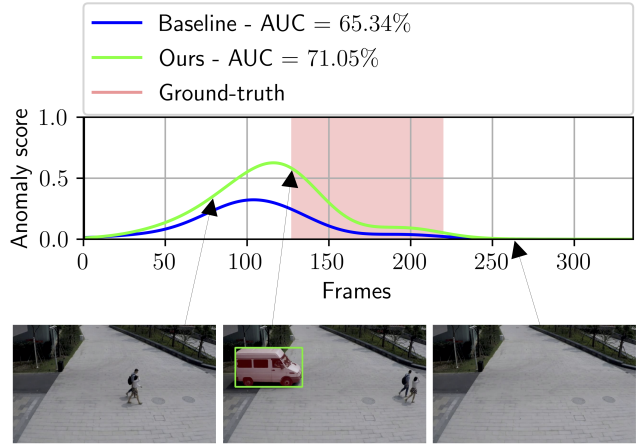 Baseline - AUC = 65.34%
Ours - AUC = 71.05%
Ground-truth
Anomaly score
1.0
0.5
0.0
0 50 100 150 200 250 300
Frames